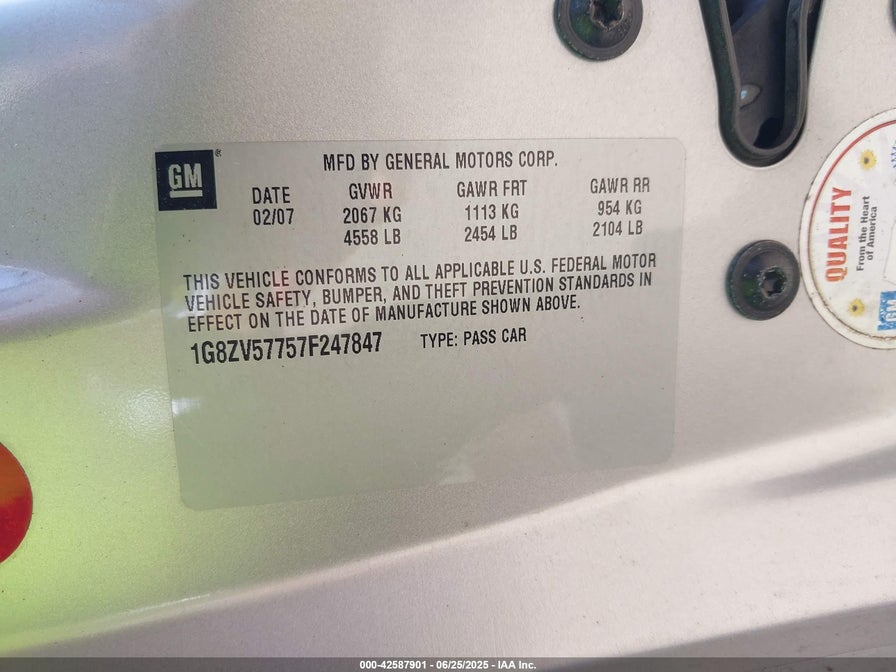 GM
MFD BY GENERAL MOTORS CORP.
DATE GVWR GAWR FRT GAWR RR
02/07 2067 KG 1113 KG 954 KG
4558 LB 2454 LB 2104 LB
THIS VEHICLE CONFORMS TO ALL APPLICABLE U.S. FEDERAL MOTOR
VEHICLE SAFETY, BUMPER, AND THEFT PREVENTION STANDARDS IN
EFFECT ON THE DATE OF MANUFACTURE SHOWN ABOVE.
1G8ZV57757F247847 TYPE: PASS CAR
QUALITY
From the Heart
of America
GM
000-42587901 - 06/25/2025 - IAA Inc.